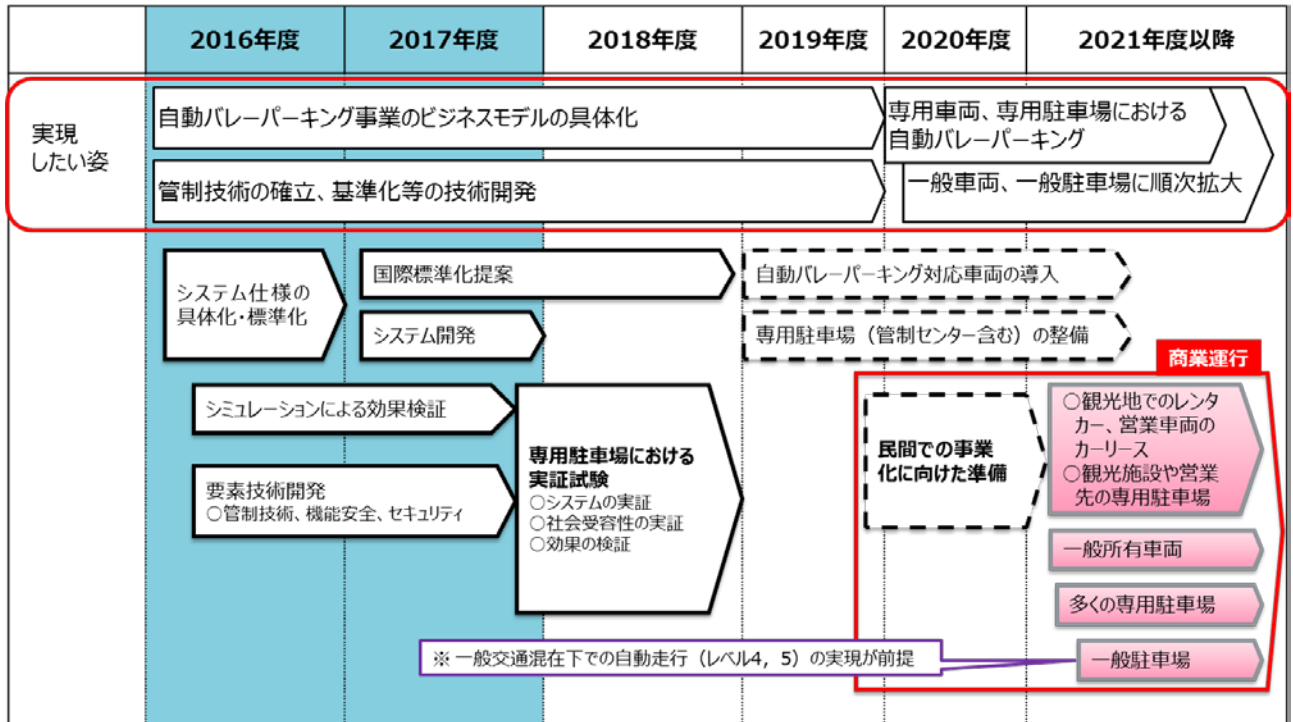 2016年度
2017年度
2018年度
2019年度
2020年度
2021年度以降
実現
したい姿
自動バレーパーキング事業のビジネスモデルの具体化
専用車両、専用駐車場における
自動バレーパーキング
管制技術の確立、基準化等の技術開発
一般車両、一般駐車場に順次拡大
システム仕様の
具体化・標準化
国際標準化提案
自動バレーパーキング対応車両の導入
システム開発
専用駐車場（管制センター含む）の整備
商業運行
シミュレーションによる効果検証
専用駐車場における
実証試験
○システムの実証
○社会受容性の実証
○効果の検証
要素技術開発
○管制技術、機能安全、セキュリティ
民間での事業
化に向けた準備
○観光地でのレンタ
カー、営業車両の
カーリース
○観光施設や営業
先の専用駐車場
一般所有車両
多くの専用駐車場
※ 一般交通混在下での自動走行（レベル4，5）の実現が前提
一般駐車場